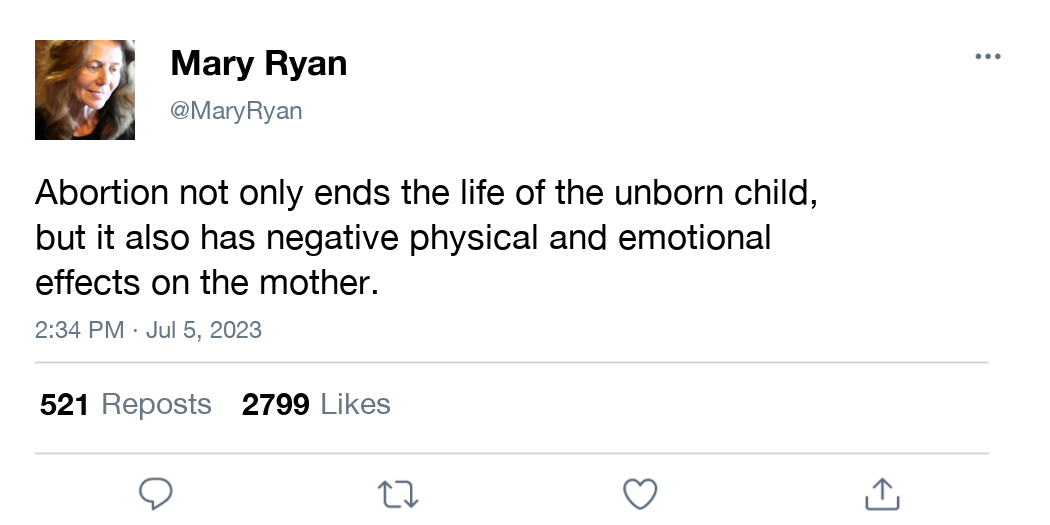 Mary Ryan
@MaryRyan
Abortion not only ends the life of the unborn child,
but it also has negative physical and emotional
effects on the mother.
2:34 PM · Jul 5, 2023
521 Reposts 2799 Likes